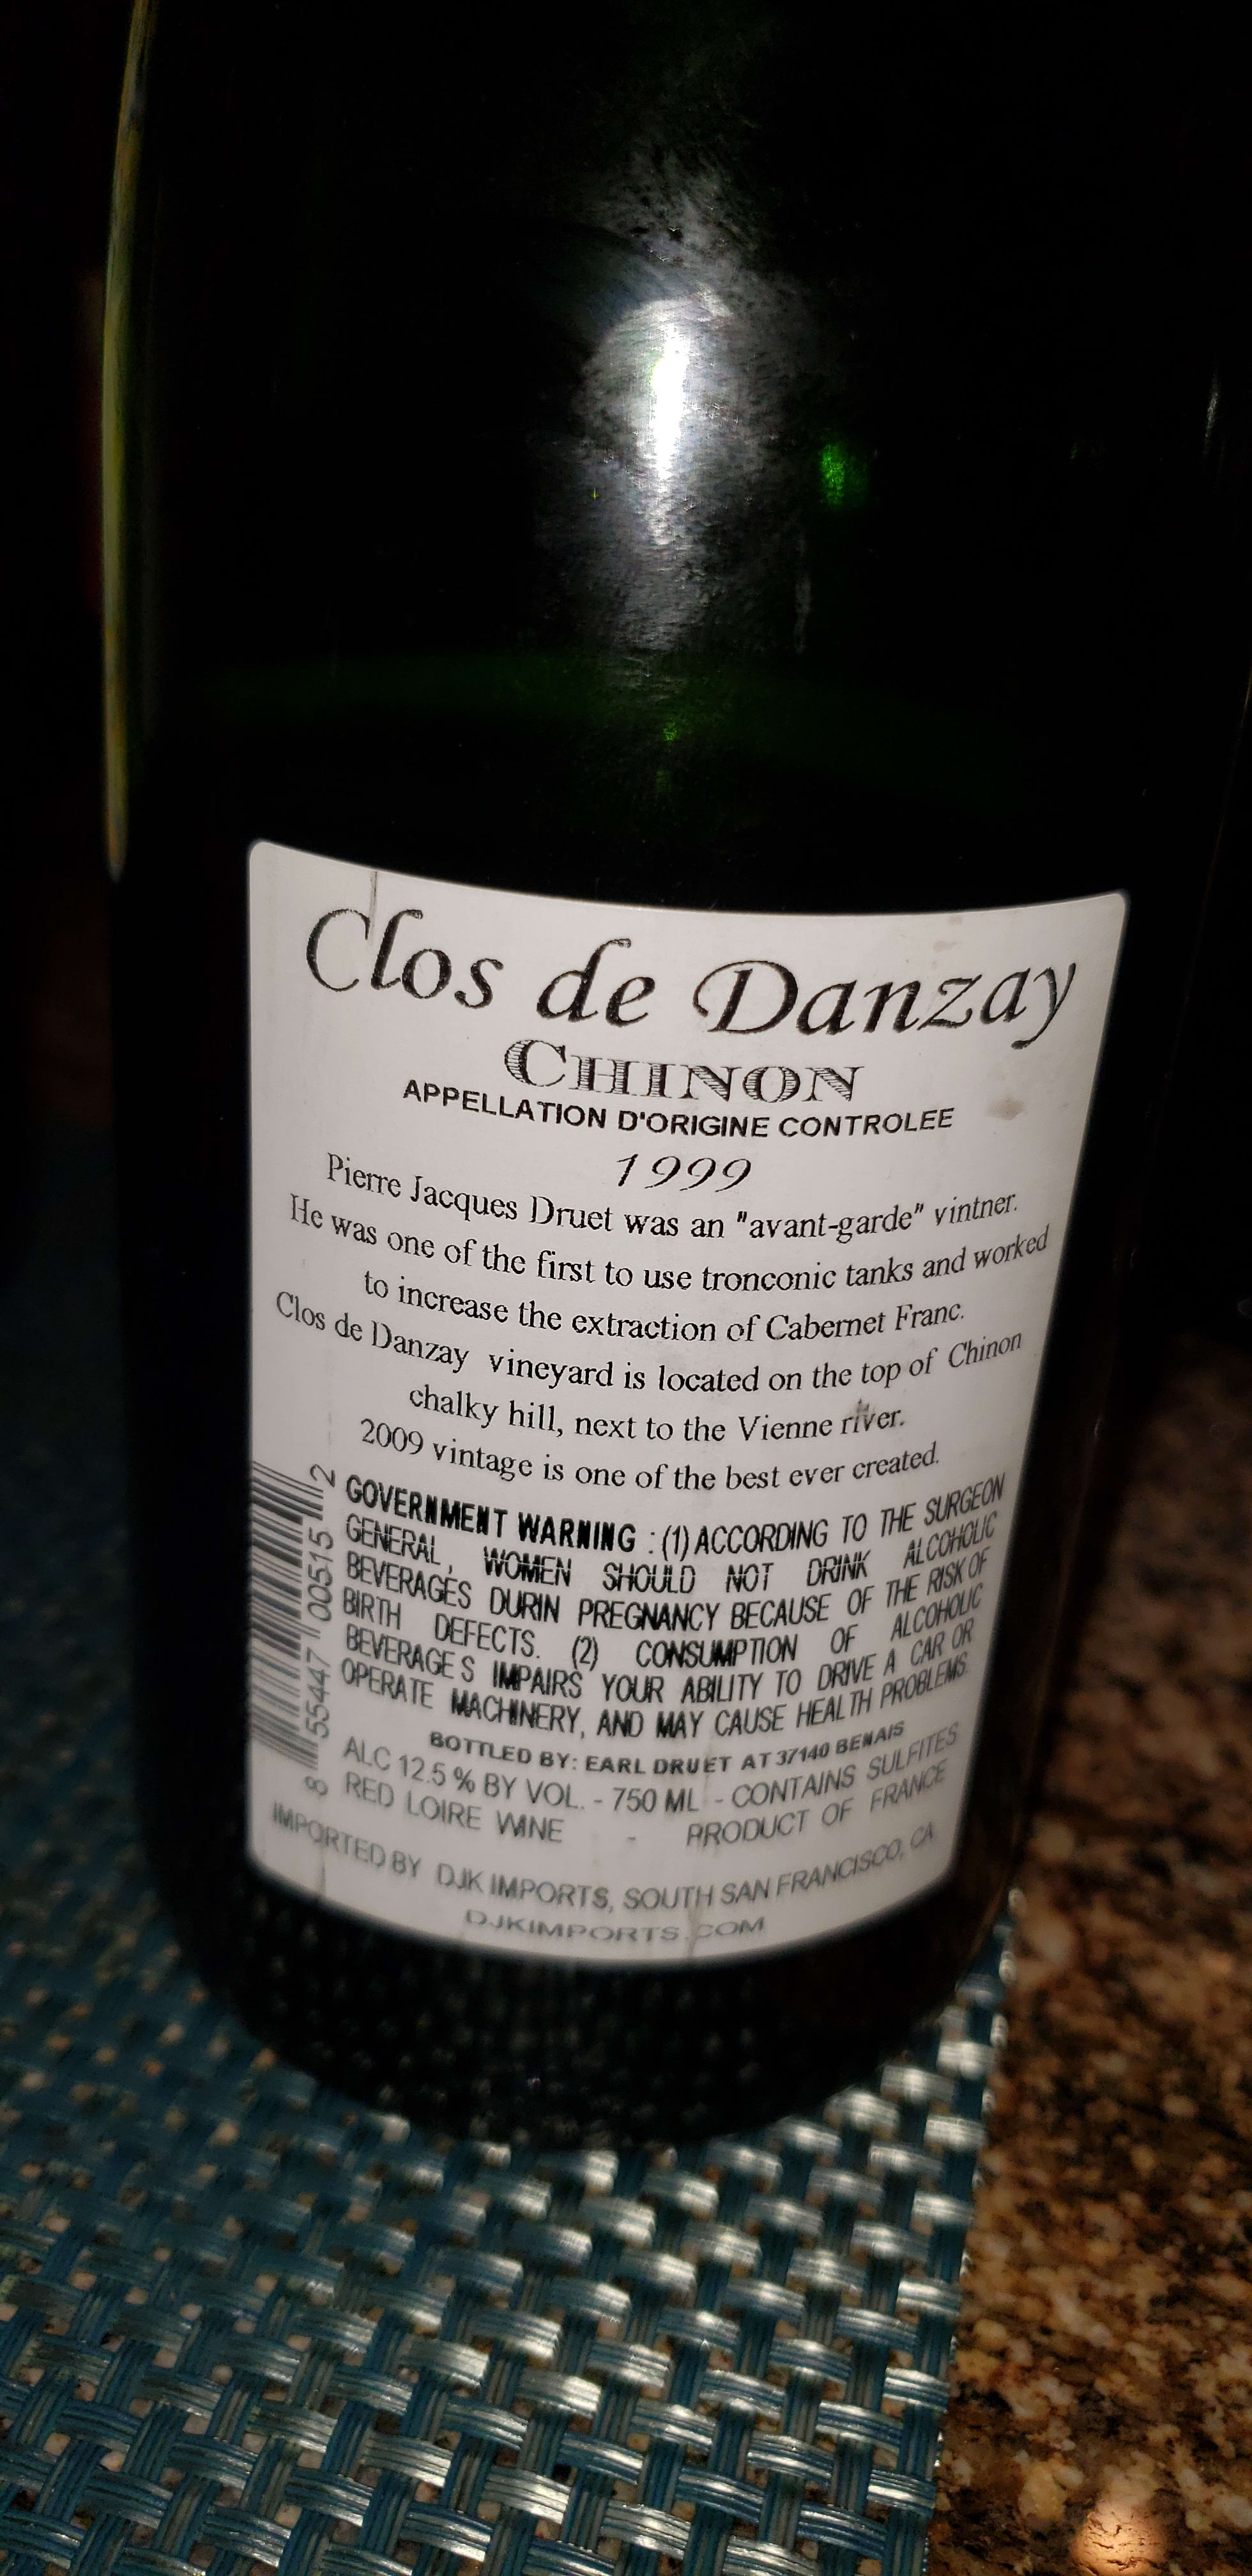 Clos de Danzay
CHINON
APPELLATION D'ORIGINE CONTROLEE
1999
Pierre Jacques Druet was an "avant-garde" vintner.
He was one of the first to use tronconic tanks and worked
to increase the extraction of Cabernet Franc.
Clos de Danzay vineyard is located on the top of Chinon
chalky hill, next to the Vienne river.
2009 vintage is one of the best ever created.
GOVERNMENT WARNING : (1) ACCORDING TO THE SURGEON
GENERAL , WOMEN SHOULD NOT DRINK ALCOHOLIC
BEVERAGES DURIN PREGNANCY BECAUSE OF THE RISK OF
BIRTH DEFECTS. (2) CONSUMPTION OF ALCOHOLIC
BEVERAGES IMPAIRS YOUR ABILITY TO DRIVE A CAR OR
OPERATE MACHINERY, AND MAY CAUSE HEALTH PROBLEMS.
BOTTLED BY: EARL DRUET AT 37140 BENAIS
ALC 12.5 % BY VOL. - 750 ML - CONTAINS SULFITES
RED LOIRE WINE - PRODUCT OF FRANCE
IMPORTED BY DJK IMPORTS, SOUTH SAN FRANCISCO, CA.
DJKIMPORTS.COM
8 55447 00515 2